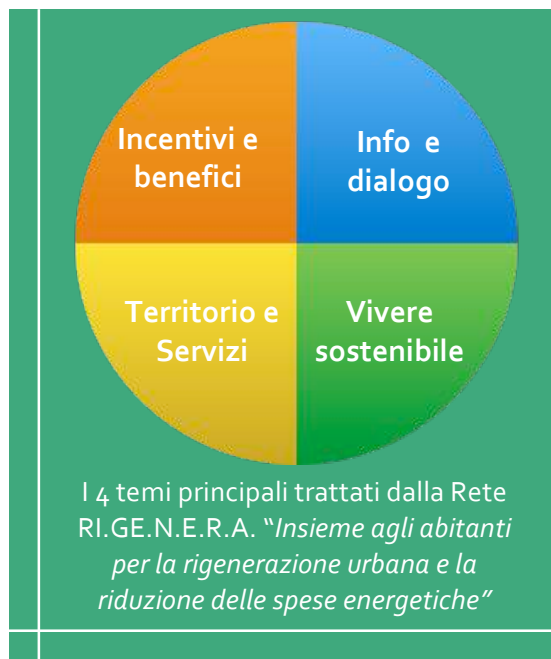 Incentivi e
benefici
Info e
dialogo
Territorio e
Servizi
Vivere
sostenibile
I 4 temi principali trattati dalla Rete
RI.GE.N.E.R.A. “Insieme agli abitanti
per la rigenerazione urbana e la
riduzione delle spese energetiche”